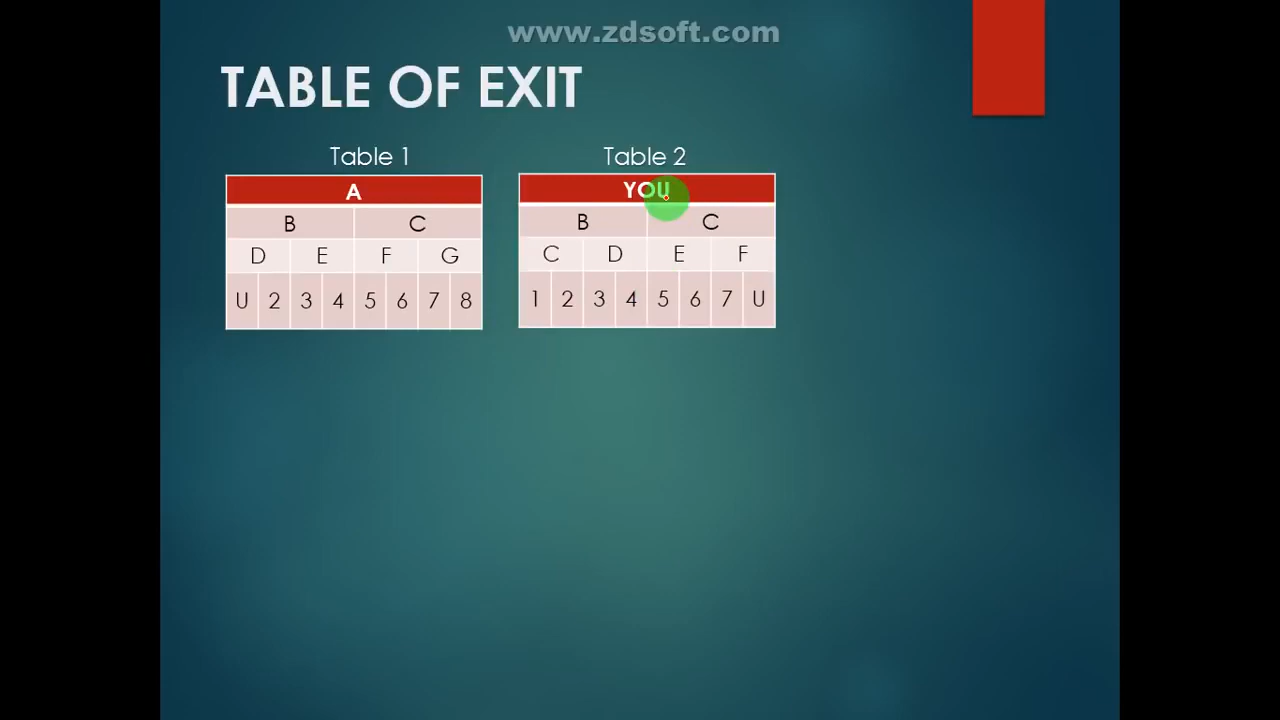 www.zdsoft.com
TABLE OF EXIT
Table 1
A
B C
D E F G
U 2 3 4 5 6 7 8
Table 2
YOU
B C
C D E F
1 2 3 4 5 6 7 U